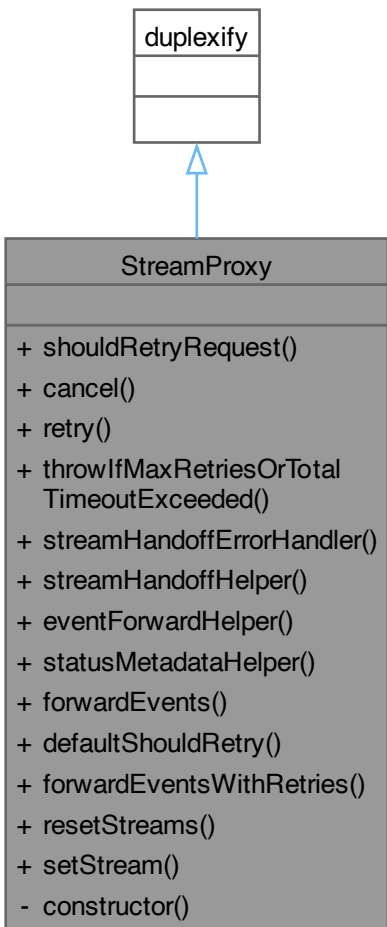 duplexify
StreamProxy
+ shouldRetryRequest()
+ cancel()
+ retry()
+ throwIfMaxRetriesOrTotal
TimeoutExceeded()
+ streamHandoffErrorHandler()
+ streamHandoffHelper()
+ eventForwardHelper()
+ statusMetadataHelper()
+ forwardEvents()
+ defaultShouldRetry()
+ forwardEventsWithRetries()
+ resetStreams()
+ setStream()
- constructor()